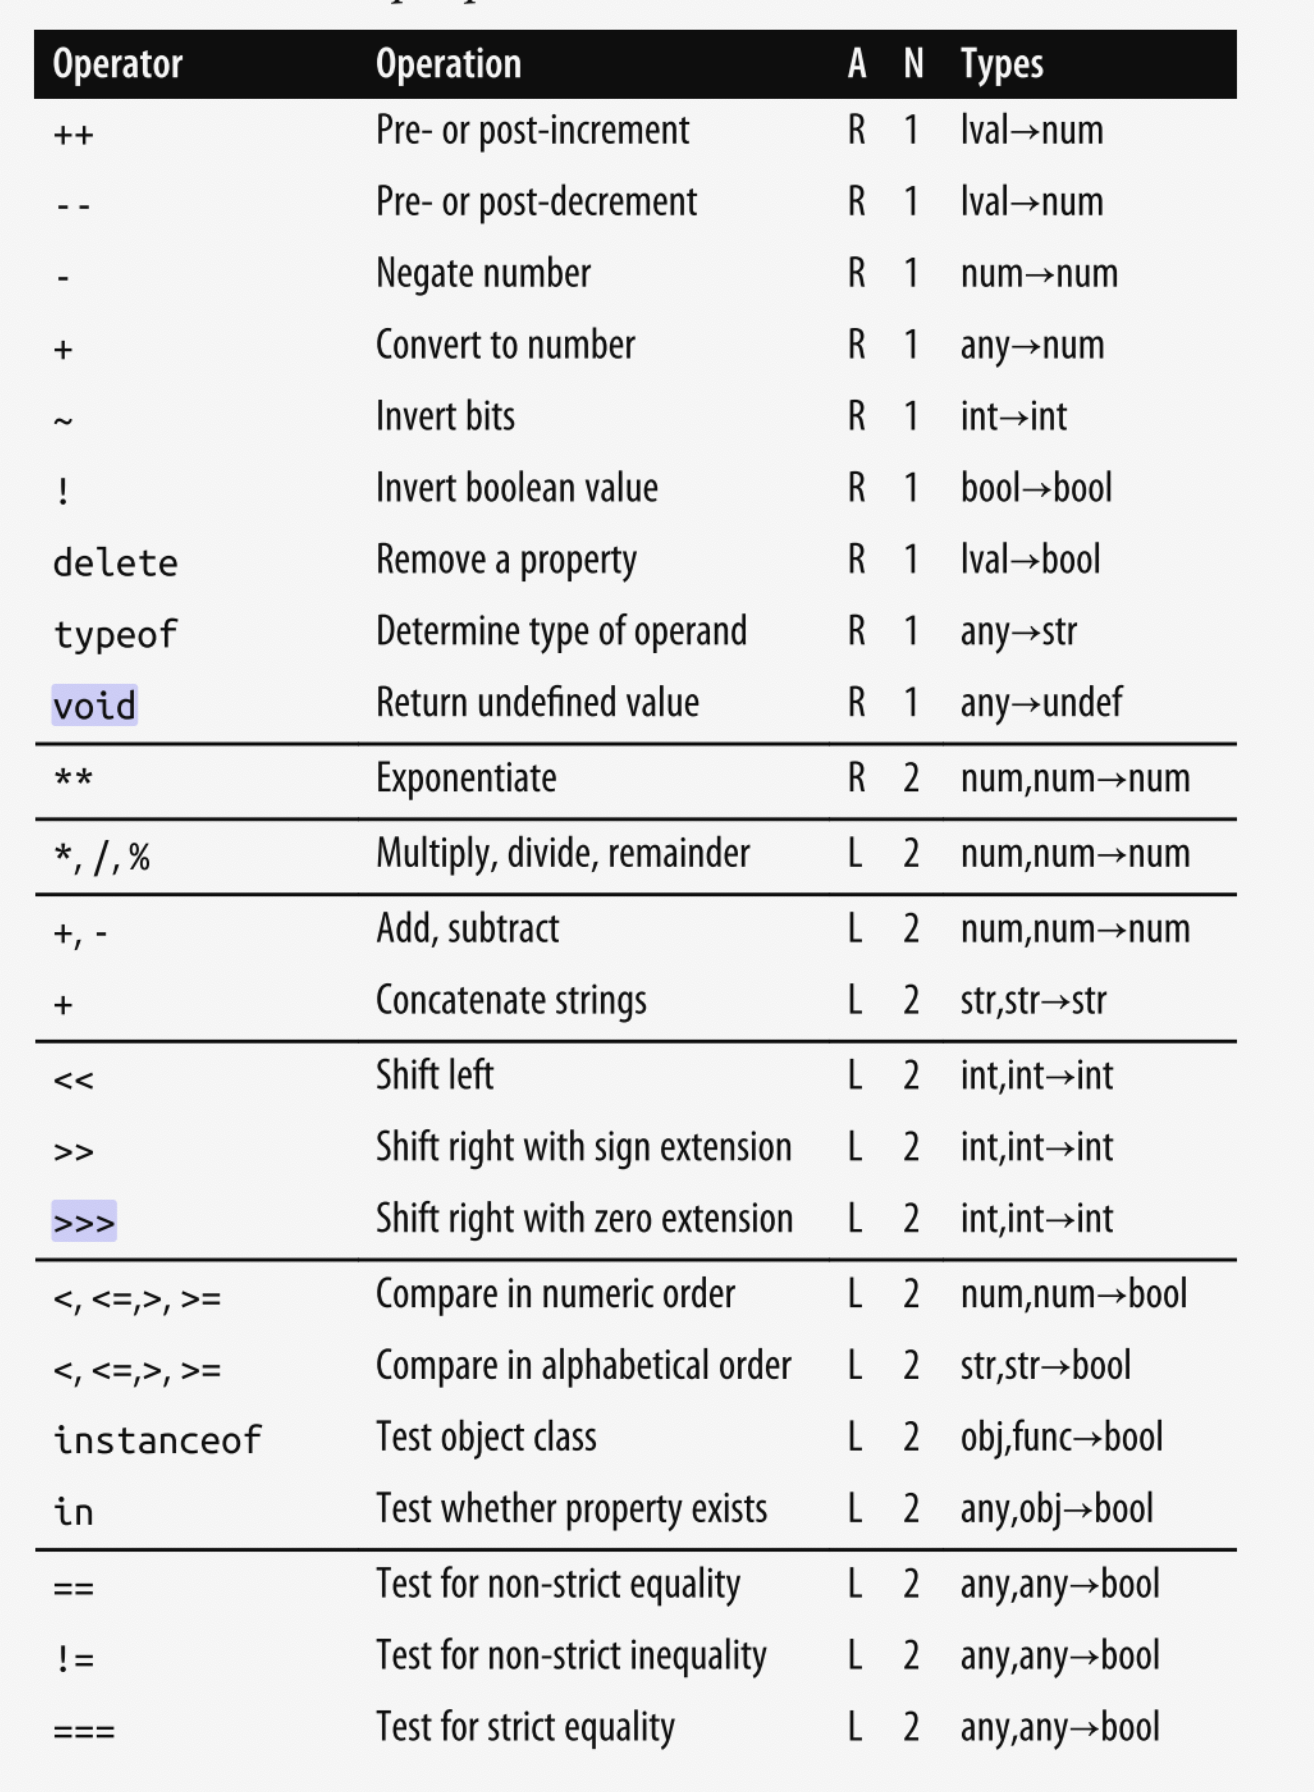 Operator Operation A N Types
++ Pre- or post-increment R 1 lval→num
-- Pre- or post-decrement R 1 lval→num
- Negate number R 1 num→num
+ Convert to number R 1 any→num
~ Invert bits R 1 int→int
! Invert boolean value R 1 bool→bool
delete Remove a property R 1 lval→bool
typeof Determine type of operand R 1 any→str
void Return undefined value R 1 any→undef
** Exponentiate R 2 num,num→num
*, /, % Multiply, divide, remainder L 2 num,num→num
+, - Add, subtract L 2 num,num→num
+ Concatenate strings L 2 str,str→str
<< Shift left L 2 int,int→int
>> Shift right with sign extension L 2 int,int→int
>>> Shift right with zero extension L 2 int,int→int
<, <=,>, >= Compare in numeric order L 2 num,num→bool
<, <=,>, >= Compare in alphabetical order L 2 str,str→bool
instanceof Test object class L 2 obj,func→bool
in Test whether property exists L 2 any,obj→bool
== Test for non-strict equality L 2 any,any→bool
!= Test for non-strict inequality L 2 any,any→bool
=== Test for strict equality L 2 any,any→bool